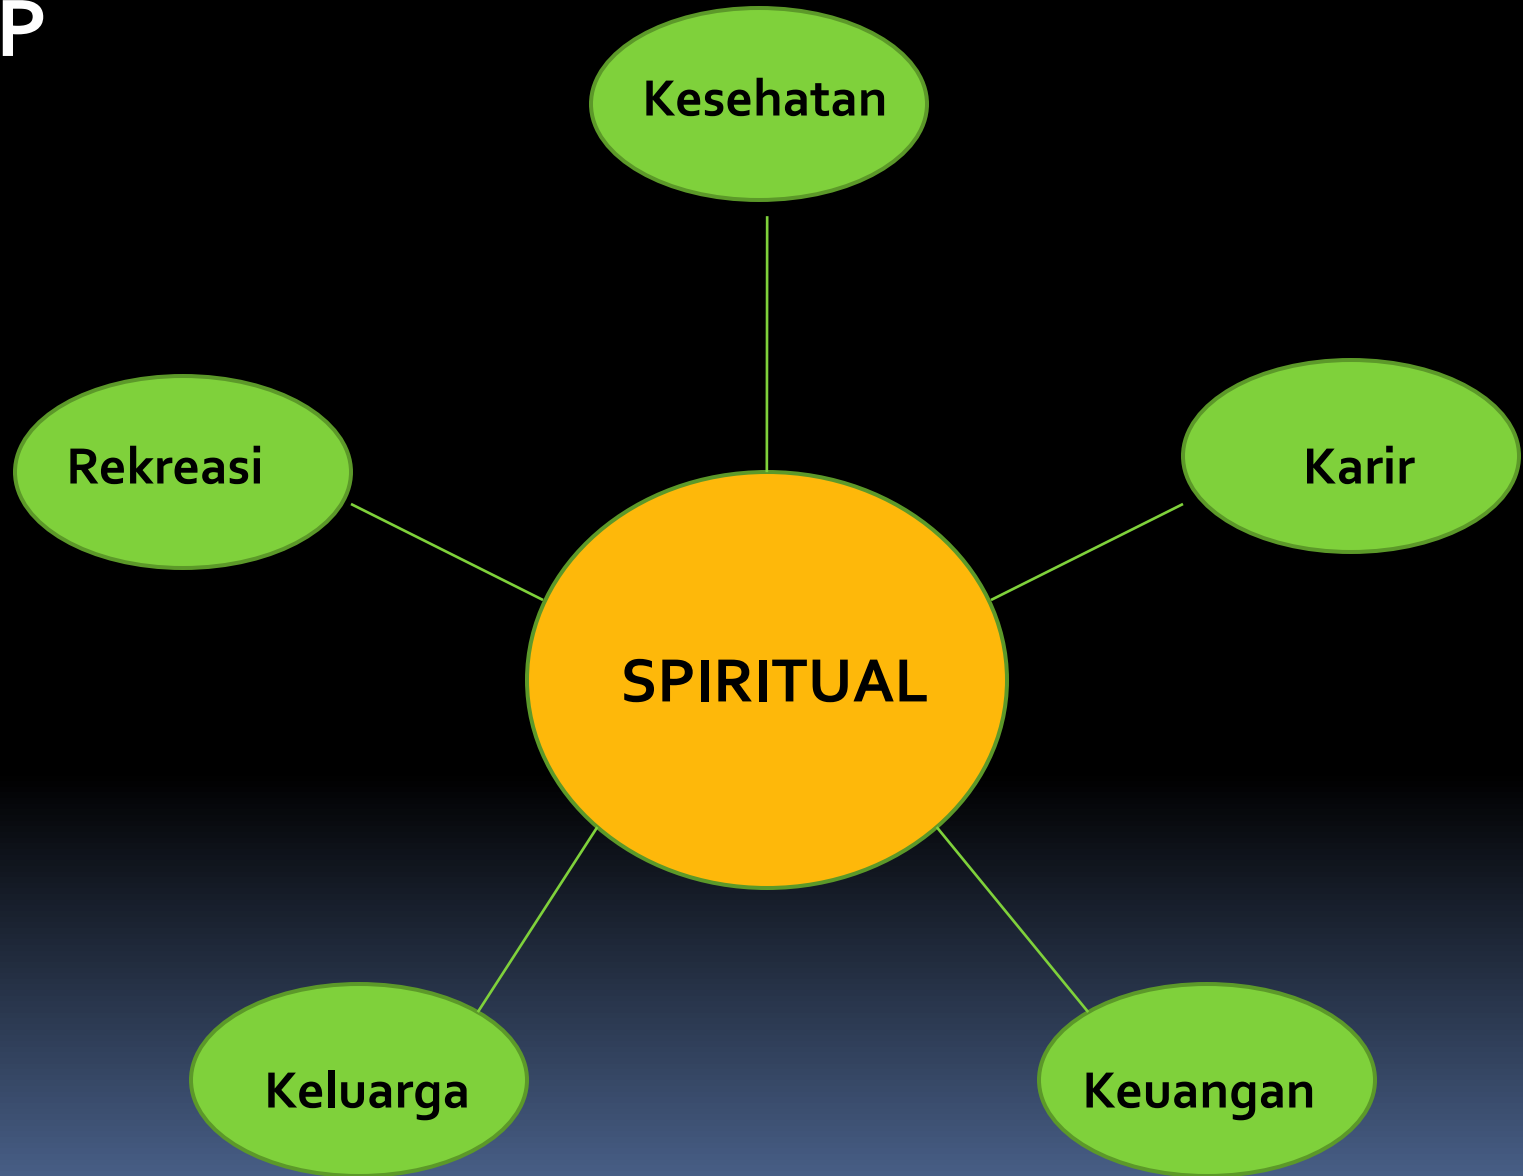 P
Kesehatan
Rekreasi
Karir
SPIRITUAL
Keluarga
Keuangan